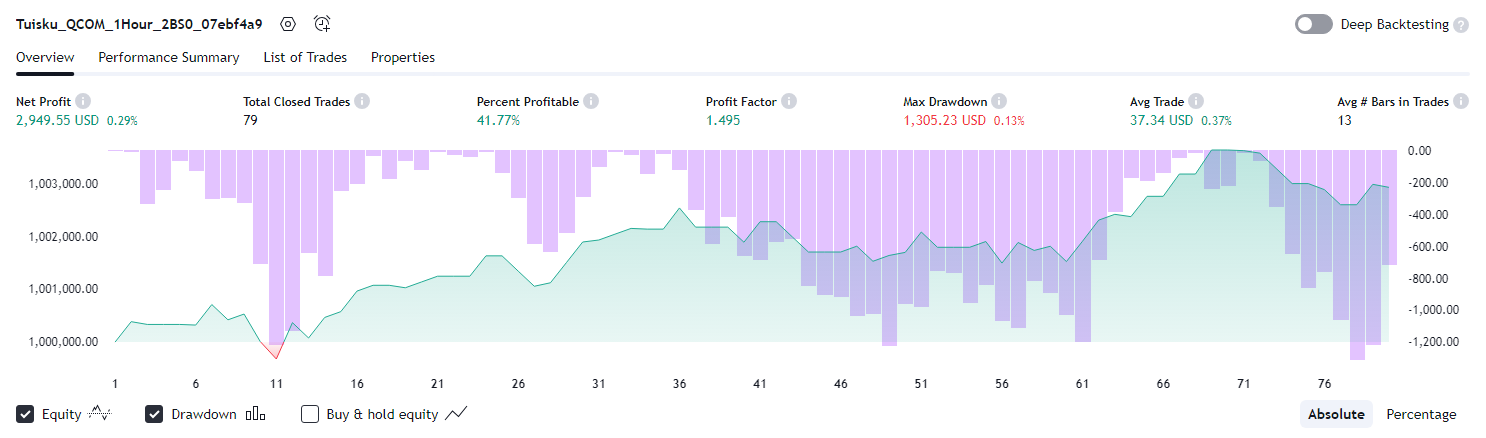 Tuisku_QCOM_1Hour_2BS0_07ebf4a9
Deep Backtesting ?
Overview Performance Summary List of Trades Properties
Net Profit i Total Closed Trades i Percent Profitable i Profit Factor i Max Drawdown i Avg Trade i Avg # Bars in Trades i
2,949.55 USD 0.29% 79 41.77% 1.495 1,305.23 USD 0.13% 37.34 USD 0.37% 13
0.00
1,003,000.00 -200.00
-400.00
1,002,000.00 -600.00
-800.00
1,001,000.00 -1,000.00
1,000,000.00 -1,200.00
1 6 11 16 21 26 31 36 41 46 51 56 61 66 71 76
Equity Drawdown Buy & hold equity Absolute Percentage